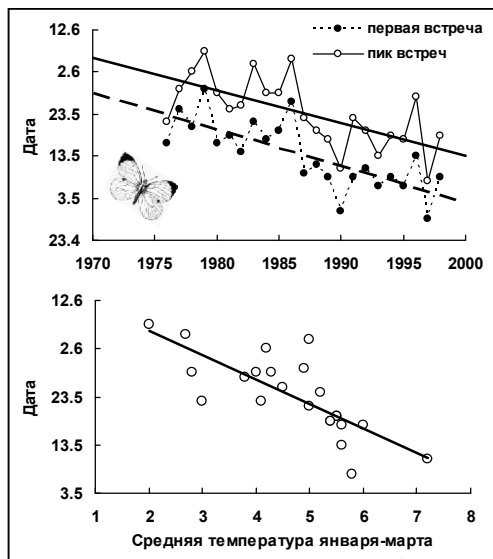 первая встреча
пик встреч
Дата
12.6
2.6
23.5
13.5
3.5
23.4
1970 1975 1980 1985 1990 1995 2000
Дата
12.6
2.6
23.5
13.5
3.5
1 2 3 4 5 6 7 8
Средняя температура января-марта